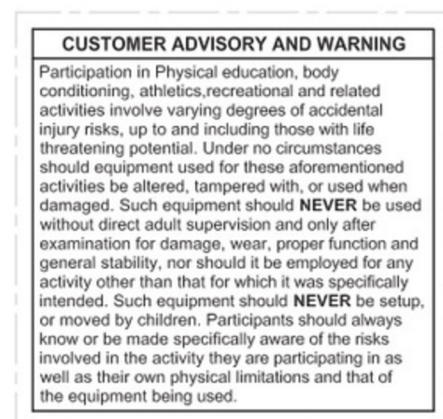 CUSTOMER ADVISORY AND WARNING
Participation in Physical education, body
conditioning, athletics,recreational and related
activities involve varying degrees of accidental
injury risks, up to and including those with life
threatening potential. Under no circumstances
should equipment used for these aforementioned
activities be altered, tampered with, or used when
damaged. Such equipment should NEVER be used
without direct adult supervision and only after
examination for damage, wear, proper function and
general stability, nor should it be employed for any
activity other than that for which it was specifically
intended. Such equipment should NEVER be setup,
or moved by children. Participants should always
know or be made specifically aware of the risks
involved in the activity they are participating in as
well as their own physical limitations and that of
the equipment being used.